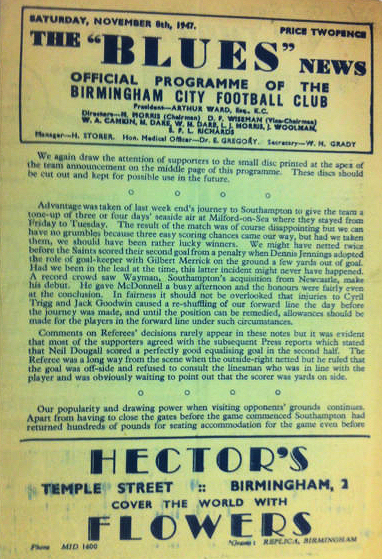 SATURDAY, NOVEMBER 8th, 1947.
PRICE TWOPENCE
THE "BLUES" NEWS
OFFICIAL PROGRAMME OF THE
BIRMINGHAM CITY FOOTBALL CLUB
President—ARTHUR WARD, Esq., K.C.
Directors—H. MORRIS (Chairman) D. F. WISEMAN (Vice-Chairman)
W. A. CAMKIN, M. DARE, W. H. DARE, L. J. MORRIS, J. WOOLMAN,
S. F. L. RICHARDS
Manager—H. STORER. Hon. Medical Officer—Dr. E. GREGORY. Secretary—W. H. GRADY
We again draw the attention of supporters to the small disc printed at the apex of
the team announcement on the middle page of this programme. These discs should
be cut out and kept for possible use in the future.
Advantage was taken of last week end's journey to Southampton to give the team a
tone-up of three or four days' seaside air at Milford-on-Sea where they stayed from
Friday to Tuesday. The result of the match was of course disappointing but we can
have no grumbles because three easy scoring chances came our way, but had we taken
them, we should have been rather lucky winners. We might have netted twice
before the Saints scored their second goal from a penalty when Dennis Jennings adopted
the role of goal-keeper with Gilbert Merrick on the ground a few yards out of goal.
Had we been in the lead at the time, this latter incident might never have happened.
A record crowd saw Wayman, Southampton's acquisition from Newcastle, make
his debut. He gave McDonnell a busy afternoon and the honours were fairly even
at the conclusion. In fairness it should not be overlooked that injuries to Cyril
Trigg and Jack Goodwin caused a re-shuffling of our forward line the day before
the journey was made, and until the position can be remedied, allowances should be
made for the players in the forward line under such circumstances.
Comments on Referees' decisions rarely appear in these notes but it was evident
that most of the supporters agreed with the subsequent Press reports which stated
that Neil Dougall scored a perfectly good equalising goal in the second half. The
Referee was a long way from the scene when the outside-right netted but he ruled that
the goal was off-side and refused to consult the linesman who was in line with the
player and was obviously waiting to point out that the scorer was yards on side.
Our popularity and drawing power when visiting opponents' grounds continues.
Apart from having to close the gates before the game commenced Southampton had
returned hundreds of pounds for seating accommodation for the game even before
HECTOR'S
TEMPLE STREET :: BIRMINGHAM, 2
COVER THE WORLD WITH
FLOWERS
Phone MID 1600
REPLICA, BIRMINGHAM